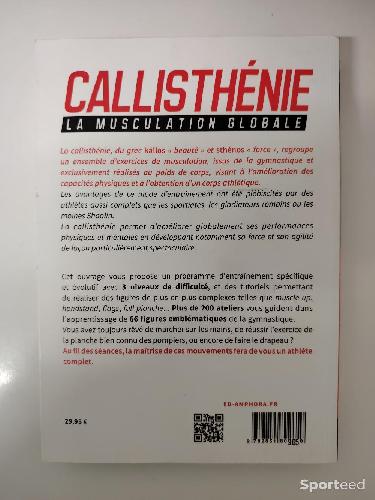 CALLISTHÉNIE
LA MUSCULATION GLOBALE
La callisthénie, du grec kallos « beauté » et sthénos « force », regroupe
un ensemble d'exercices de musculation, issus de la gymnastique et
exclusivement réalisés au poids de corps, visant à l'amélioration des
capacités physiques et à l'obtention d'un corps athlétique.
Les avantages de ce mode d'entraînement ont été plébiscités par des
athlètes aussi complets que les spartiates, les gladiateurs romains ou les
moines Shaolin.
La callisthénie permet d'améliorer globalement ses performances
physiques et mentales en développant notamment sa force et son agilité
de façon particulièrement spectaculaire.
Cet ouvrage vous propose un programme d'entraînement spécifique
et évolutif avec 3 niveaux de difficulté, et des tutoriels permettant
de réaliser des figures de plus en plus complexes telles que muscle up,
handstand, flags, full planche... Plus de 200 ateliers vous guident dans
l'apprentissage de 66 figures emblématiques de la gymnastique.
Vous avez toujours rêvé de marcher sur les mains, de réussir l'exercice de
la planche bien connu des pompiers, ou encore de faire le drapeau ?
Au fil des séances, la maîtrise de ces mouvements fera de vous un athlète
complet.
ED-AMPHORA.FR
29,95 €
Sporteed